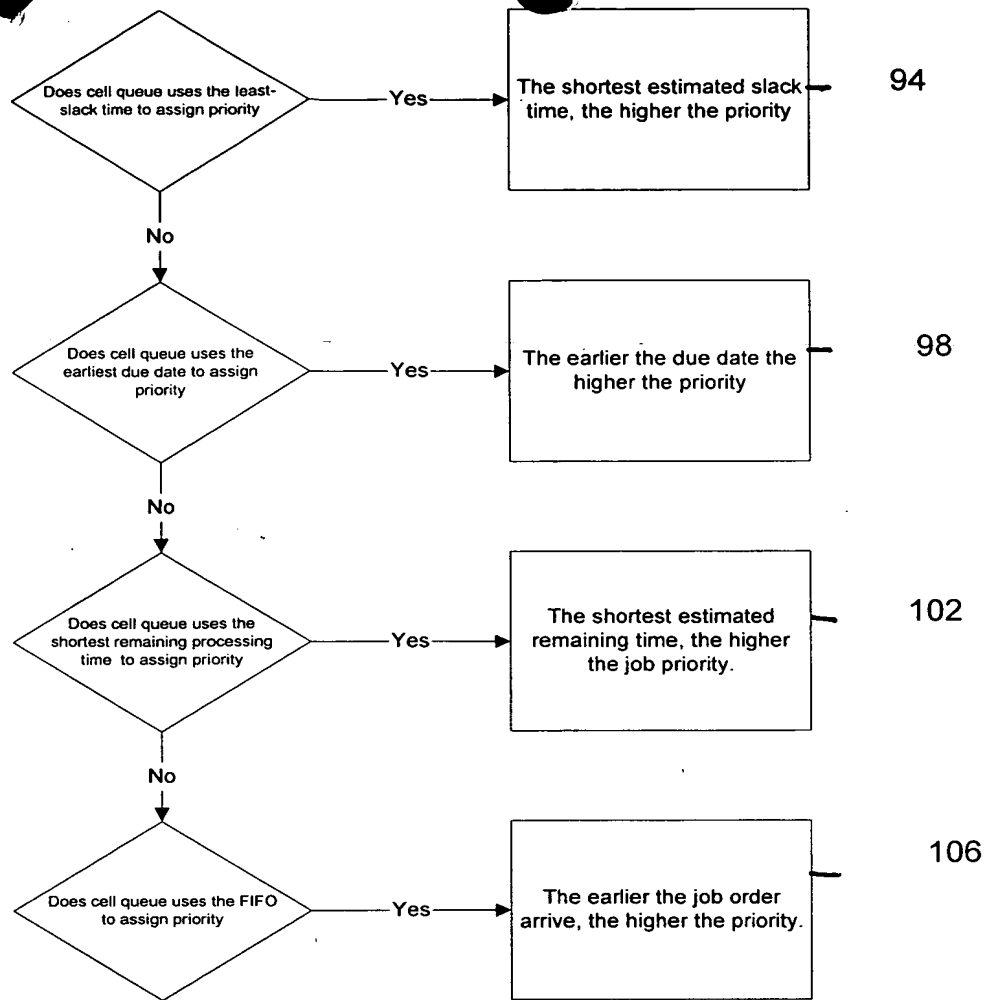 Does cell queue uses the least-
slack time to assign priority
Yes
The shortest estimated slack
time, the higher the priority
94
No
Does cell queue uses the
earliest due date to assign
priority
Yes
The earlier the due date the
higher the priority
98
No
Does cell queue uses the
shortest remaining processing
time to assign priority
Yes
The shortest estimated
remaining time, the higher
the job priority.
102
No
Does cell queue uses the FIFO
to assign priority
Yes
The earlier the job order
arrive, the higher the priority.
106